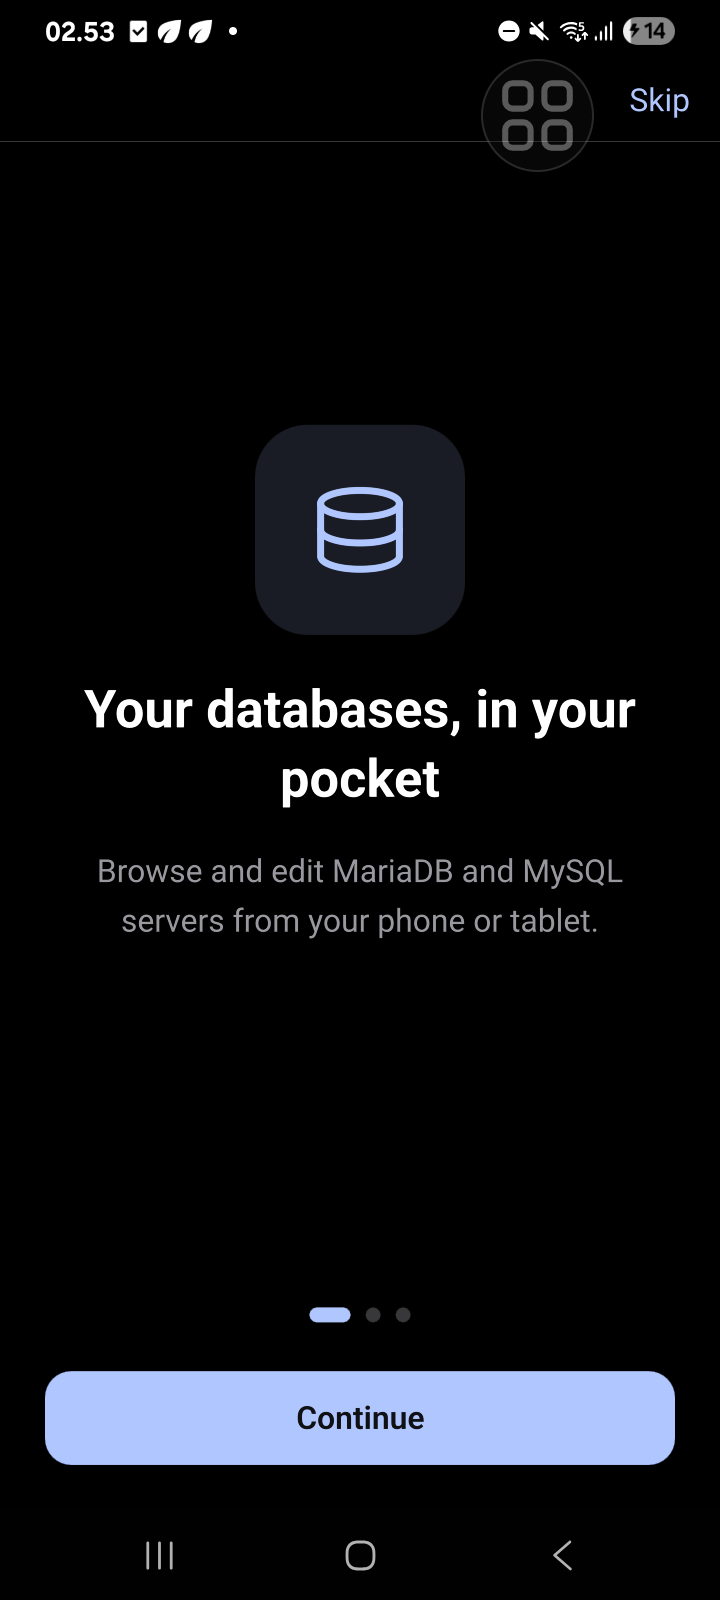 02.53
14
Skip
Your databases, in your
pocket
Browse and edit MariaDB and MySQL
servers from your phone or tablet.
Continue